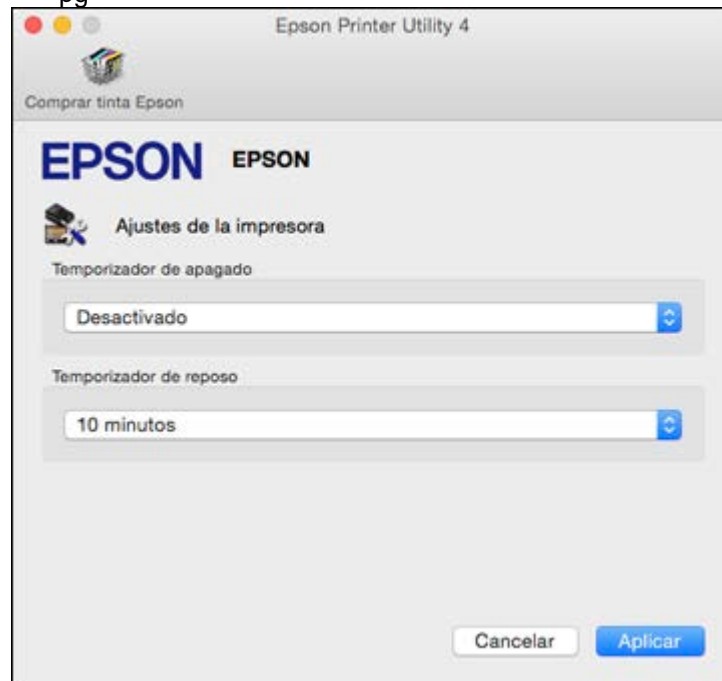 pg
Epson Printer Utility 4
Comprar tinta Epson
EPSON EPSON
Ajustes de la impresora
Temporizador de apagado
Desactivado
Temporizador de reposo
10 minutos
Cancelar Aplicar